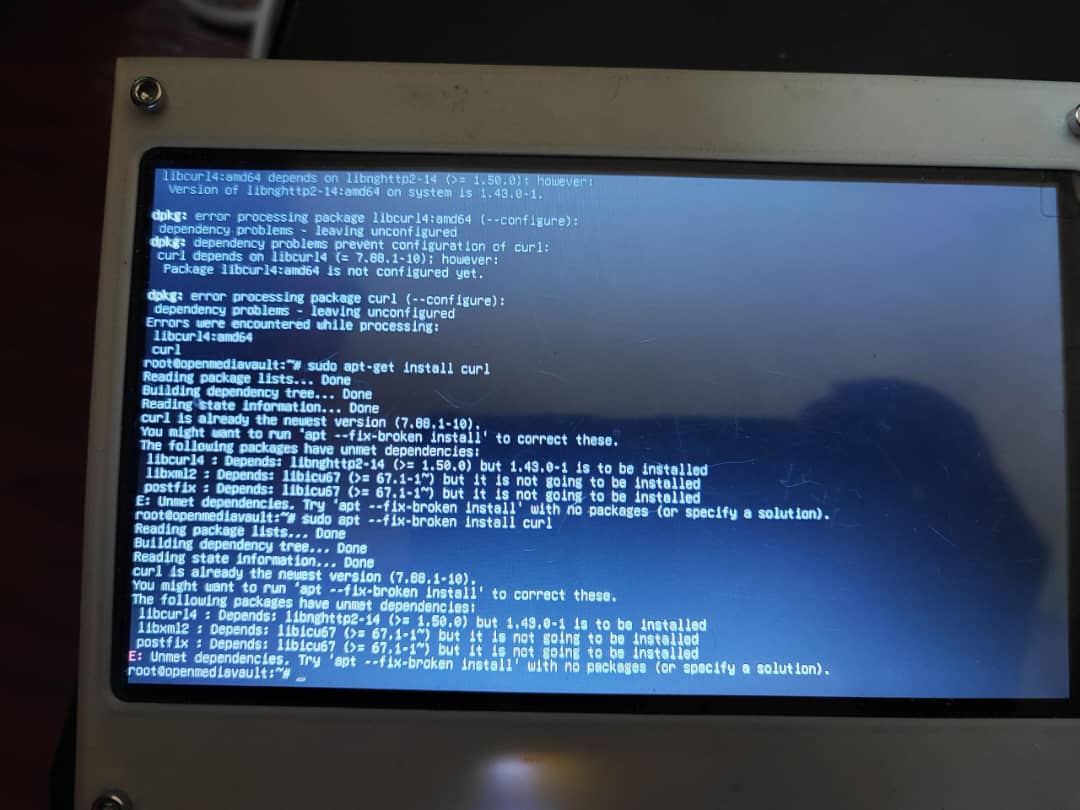 libcurl4:amd64 depends on libnghttp2-14 (>= 1.50.0); however:
Version of libnghttp2-14:amd64 on system is 1.43.0-1.
dpkg: error processing package libcurl4:amd64 (--configure):
dependency problems - leaving unconfigured
dpkg: dependency problems prevent configuration of curl:
curl depends on libcurl4 (= 7.88.1-10); however:
Package libcurl4:amd64 is not configured yet.
dpkg: error processing package curl (--configure):
dependency problems - leaving unconfigured
Errors were encountered while processing:
libcurl4:amd64
curl
root@openmediavault:~# sudo apt-get install curl
Reading package lists... Done
Building dependency tree... Done
Reading state information... Done
curl is already the newest version (7.88.1-10).
You might want to run 'apt --fix-broken install' to correct these.
The following packages have unmet dependencies:
libcurl4 : Depends: libnghttp2-14 (>= 1.50.0) but 1.43.0-1 is to be installed
libxml2 : Depends: libicu67 (>= 67.1-1~) but it is not going to be installed
postfix : Depends: libicu67 (>= 67.1-1~) but it is not going to be installed
E: Unmet dependencies. Try 'apt --fix-broken install' with no packages (or specify a solution).
root@openmediavault:~# sudo apt --fix-broken install curl
Reading package lists... Done
Building dependency tree... Done
Reading state information... Done
curl is already the newest version (7.88.1-10).
You might want to run 'apt --fix-broken install' to correct these.
The following packages have unmet dependencies:
libcurl4 : Depends: libnghttp2-14 (>= 1.50.0) but 1.43.0-1 is to be installed
libxml2 : Depends: libicu67 (>= 67.1-1~) but it is not going to be installed
postfix : Depends: libicu67 (>= 67.1-1~) but it is not going to be installed
E: Unmet dependencies. Try 'apt --fix-broken install' with no packages (or specify a solution).
root@openmediavault:~# _